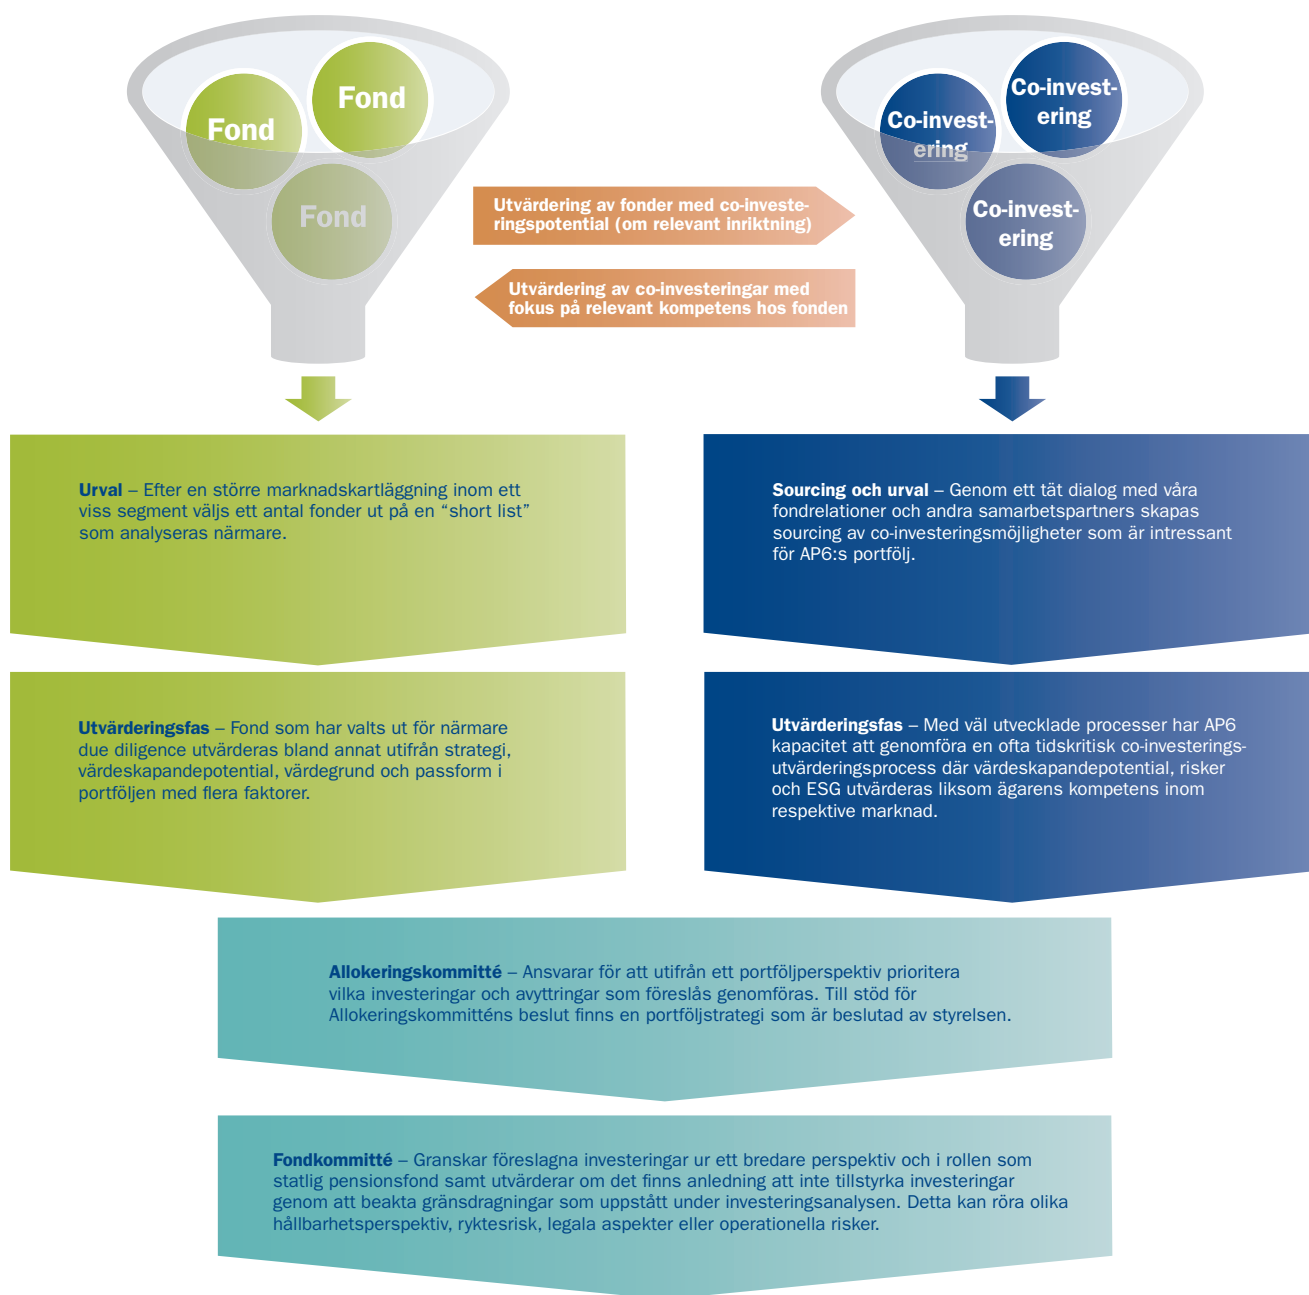 Fond
Fond
Fond
Co-invest-
ering
Co-invest-
ering
Co-invest-
ering
Utvärdering av fonder med co-investe-
ringspotential (om relevant inriktning)
Utvärdering av co-investeringar med
fokus på relevant kompetens hos fonden
Urval – Efter en större marknadskartläggning inom ett
viss segment väljs ett antal fonder ut på en “short list”
som analyseras närmare.
Sourcing och urval – Genom ett tät dialog med våra
fondrelationer och andra samarbetspartners skapas
sourcing av co-investeringsmöjligheter som är intressant
för AP6:s portfölj.
Utvärderingsfas – Fond som har valts ut för närmare
due diligence utvärderas bland annat utifrån strategi,
värdeskapandepotential, värdegrund och passform i
portföljen med flera faktorer.
Utvärderingsfas – Med väl utvecklade processer har AP6
kapacitet att genomföra en ofta tidskritisk co-investerings-
utvärderingsprocess där värdeskapandepotential, risker
och ESG utvärderas liksom ägarens kompetens inom
respektive marknad.
Allokeringskommitté – Ansvarar för att utifrån ett portföljperspektiv prioritera
vilka investeringar och avyttringar som föreslås genomföras. Till stöd för
Allokeringskommitténs beslut finns en portföljstrategi som är beslutad av styrelsen.
Fondkommitté – Granskar föreslagna investeringar ur ett bredare perspektiv och i rollen som
statlig pensionsfond samt utvärderar om det finns anledning att inte tillstyrka investeringar
genom att beakta gränsdragningar som uppstått under investeringsanalysen. Detta kan röra olika
hållbarhetsperspektiv, ryktesrisk, legala aspekter eller operationella risker.